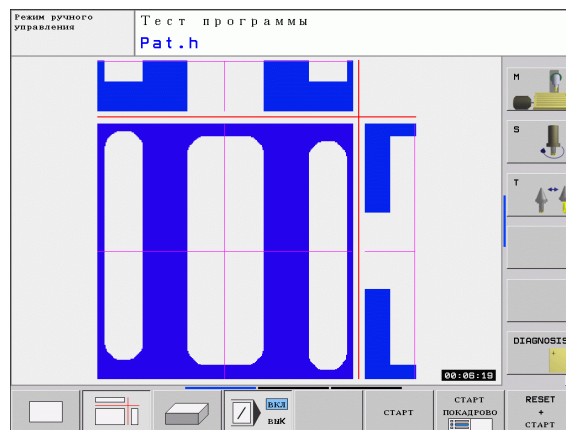 Режим ручного
управления
Тест программы
Pat.h
M
S
T
DIAGNOSIS
00:06:19
ВКЛ
ВЫК
СТАРТ
СТАРТ
ПОКАДРОВО
RESET
+
СТАРТ